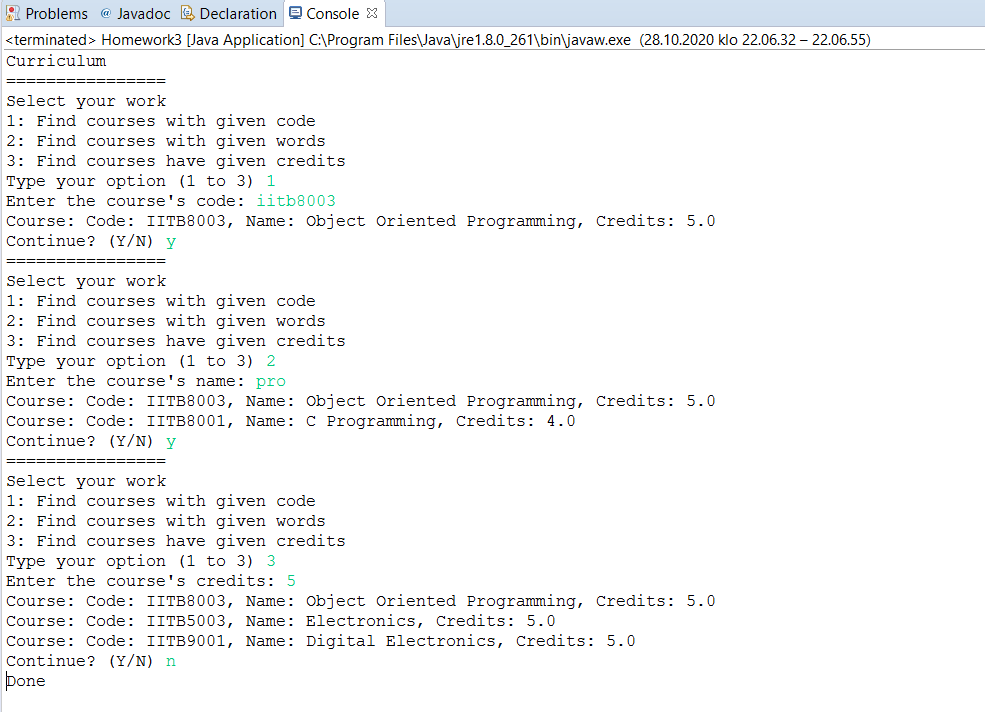 Problems @ Javadoc Declaration Console
<terminated> Homework3 [Java Application] C:\Program Files\Java\jre1.8.0_261\bin\javaw.exe (28.10.2020 klo 22.06.32 – 22.06.55)
Curriculum
================
Select your work
1: Find courses with given code
2: Find courses with given words
3: Find courses have given credits
Type your option (1 to 3) 1
Enter the course's code: iitb8003
Course: Code: IITB8003, Name: Object Oriented Programming, Credits: 5.0
Continue? (Y/N) y
================
Select your work
1: Find courses with given code
2: Find courses with given words
3: Find courses have given credits
Type your option (1 to 3) 2
Enter the course's name: pro
Course: Code: IITB8003, Name: Object Oriented Programming, Credits: 5.0
Course: Code: IITB8001, Name: C Programming, Credits: 4.0
Continue? (Y/N) y
================
Select your work
1: Find courses with given code
2: Find courses with given words
3: Find courses have given credits
Type your option (1 to 3) 3
Enter the course's credits: 5
Course: Code: IITB8003, Name: Object Oriented Programming, Credits: 5.0
Course: Code: IITB5003, Name: Electronics, Credits: 5.0
Course: Code: IITB9001, Name: Digital Electronics, Credits: 5.0
Continue? (Y/N) n
Done